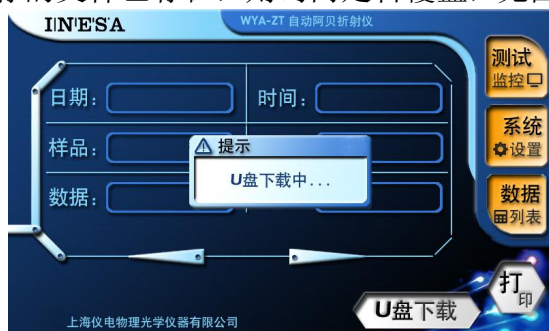 INESA
WYA-ZT 自动阿贝折射仪
测试
监控
日期：
时间：
系统
设置
样品：
提示
U盘下载中...
数据：
数据
列表
打
印
U盘下载
上海仪电物理光学仪器有限公司